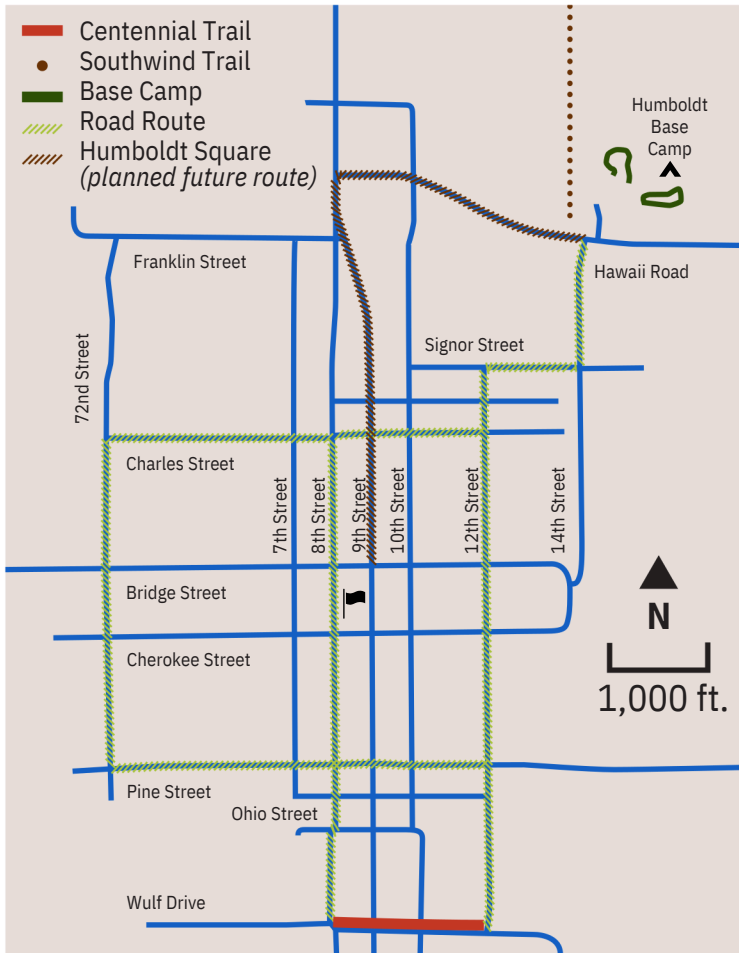 Centennial Trail
Southwind Trail
Base Camp
Road Route
Humboldt Square
(planned future route)
Humboldt
Base
Camp
Franklin Street
Hawaii Road
72nd Street
Signor Street
Charles Street
7th Street
8th Street
9th Street
10th Street
12th Street
14th Street
Bridge Street
N
Cherokee Street
1,000 ft.
Pine Street
Ohio Street
Wulf Drive